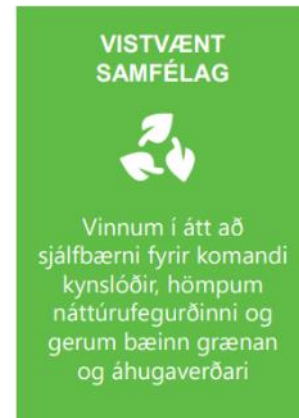 VISTVÆNT
SAMFÉLAG
Vinnum í átt að
sjálfbærni fyrir komandi
kynslóðir, hömpum
náttúrufegurðinni og
gerum bæinn grænan
og áhugaverðari